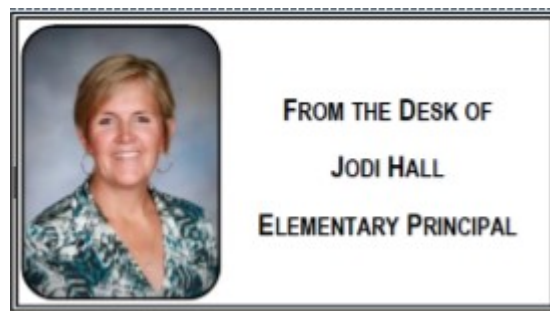 FROM THE DESK OF
JODI HALL
ELEMENTARY PRINCIPAL